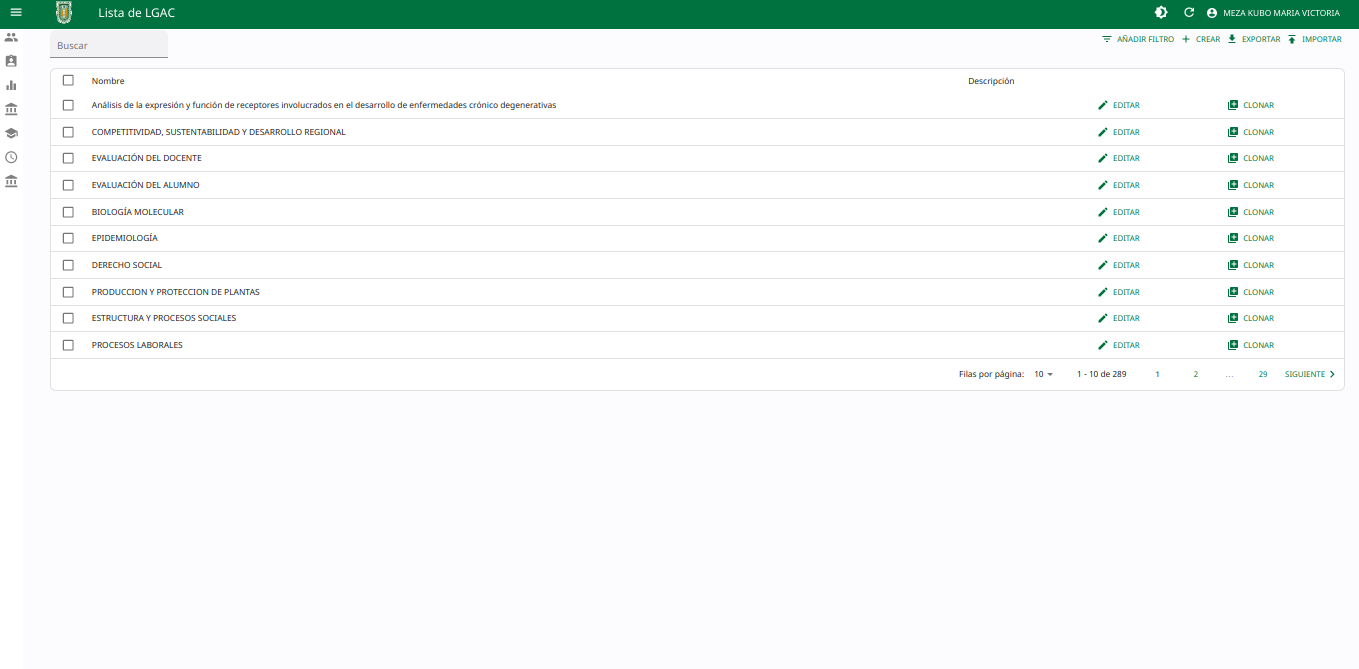 Lista de LGAC
MEZA KUBO MARIA VICTORIA
Buscar
AÑADIR FILTRO CREAR EXPORTAR IMPORTAR
Nombre Descripción
Análisis de la expresión y función de receptores involucrados en el desarrollo de enfermedades crónico degenerativas EDITAR CLONAR
COMPETITIVIDAD, SUSTENTABILIDAD Y DESARROLLO REGIONAL EDITAR CLONAR
EVALUACIÓN DEL DOCENTE EDITAR CLONAR
EVALUACIÓN DEL ALUMNO EDITAR CLONAR
BIOLOGÍA MOLECULAR EDITAR CLONAR
EPIDEMIOLOGÍA EDITAR CLONAR
DERECHO SOCIAL EDITAR CLONAR
PRODUCCION Y PROTECCION DE PLANTAS EDITAR CLONAR
ESTRUCTURA Y PROCESOS SOCIALES EDITAR CLONAR
PROCESOS LABORALES EDITAR CLONAR
Filas por página: 10 1 - 10 de 289 1 2 ... 29 SIGUIENTE